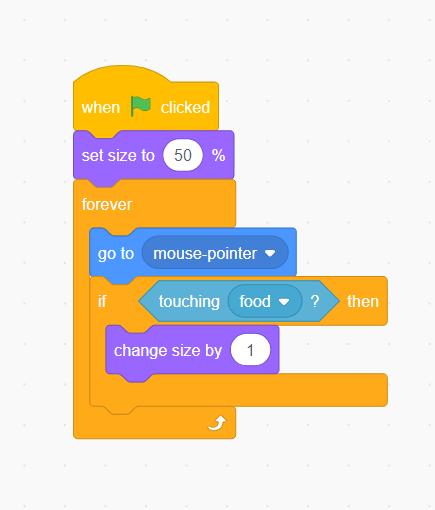 when clicked
set size to 50 %
forever
go to mouse-pointer
if touching food ? then
change size by 1